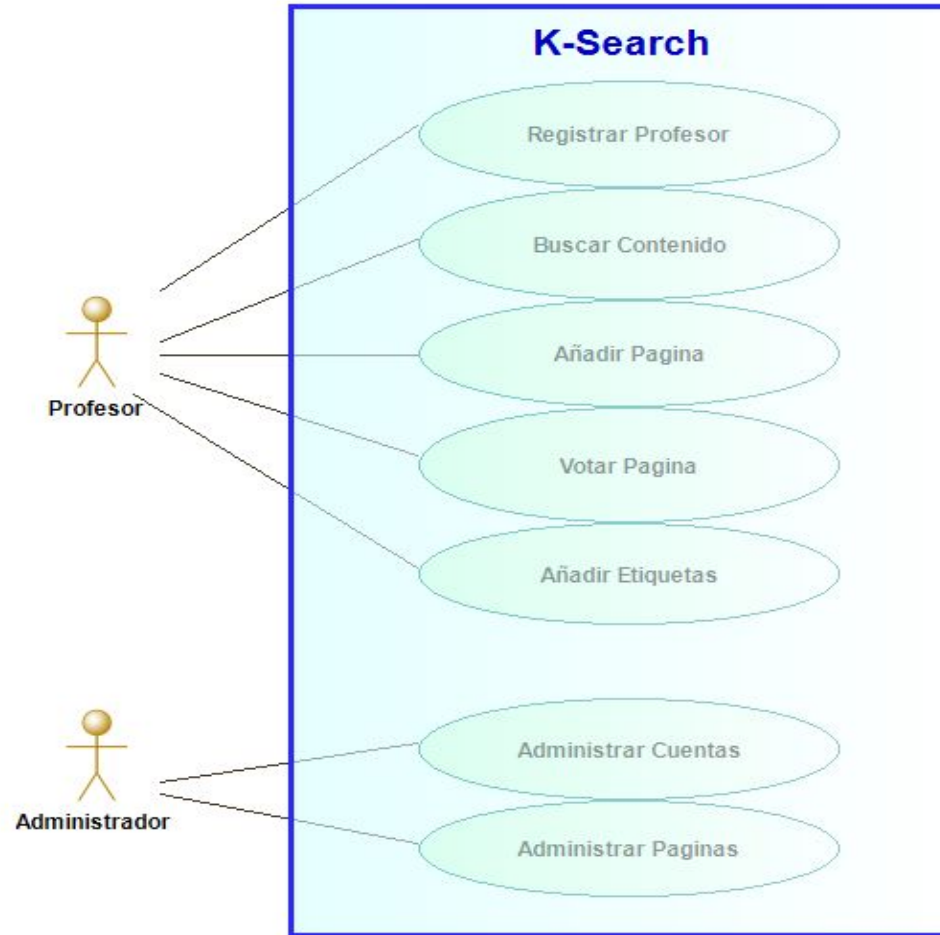 K-Search
Registrar Profesor
Buscar Contenido
Añadir Pagina
Profesor
Votar Pagina
Añadir Etiquetas
Administrar Cuentas
Administrador
Administrar Paginas